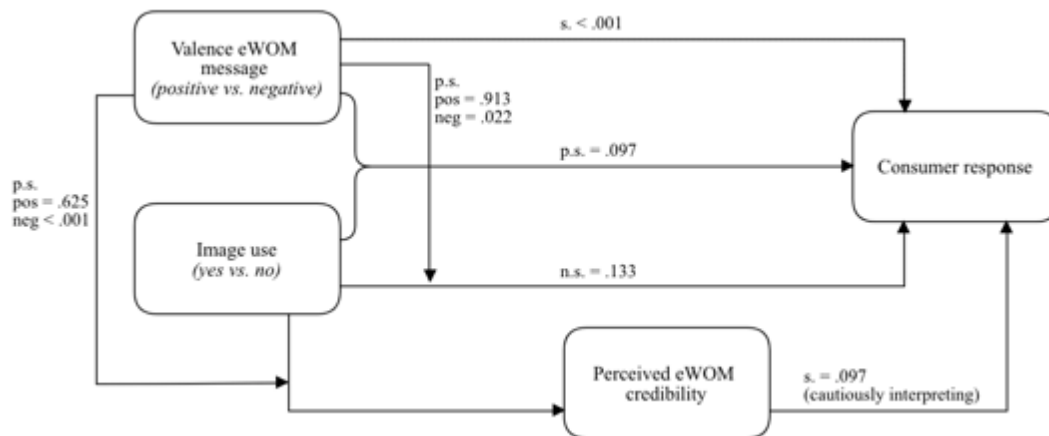 Valence eWOM
message
(positive vs. negative)
s. < .001
p.s.
pos = .913
neg = .022
p.s. = .097
Consumer response
p.s.
pos = .625
neg < .001
Image use
(yes vs. no)
n.s. = .133
Perceived eWOM
credibility
s. = .097
(cautiously interpreting)